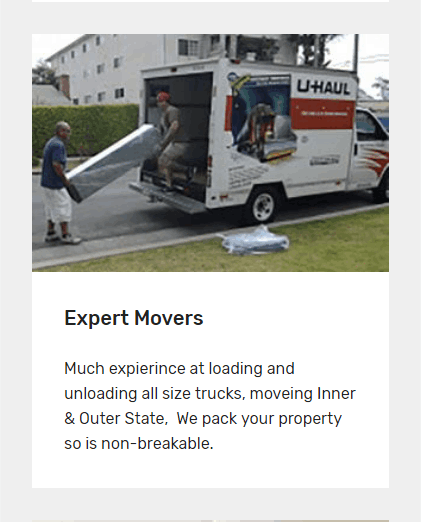 U-HAUL
Expert Movers
Much expierince at loading and
unloading all size trucks, moveing Inner
& Outer State,  We pack your property
so is non-breakable.